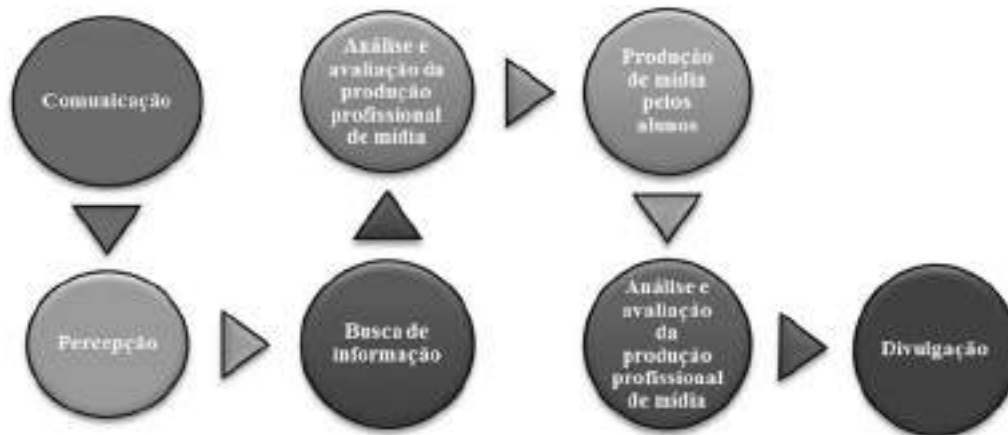 Comunicação
Percepção
Busca de
informação
Análise e
avaliação da
produção
profissional
de mídia
Produção
de mídia
pelos
alunos
Análise e
avaliação
da
produção
profissional
de mídia
Divulgação